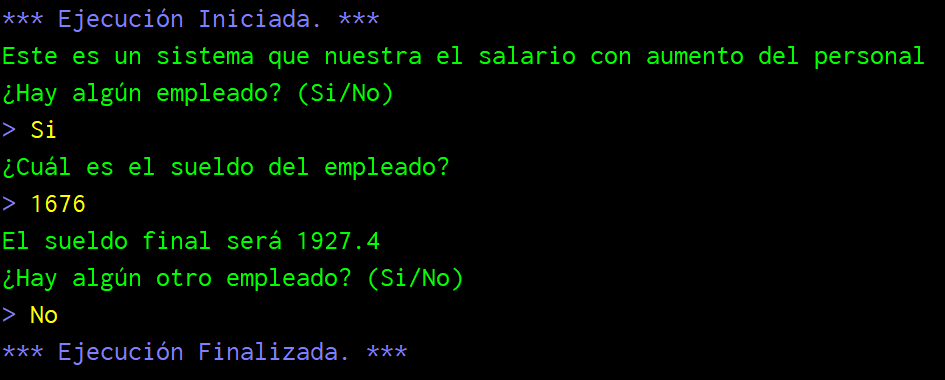 *** Ejecución Iniciada. ***
Este es un sistema que nuestra el salario con aumento del personal
¿Hay algún empleado? (Si/No)
> Si
¿Cuál es el sueldo del empleado?
> 1676
El sueldo final será 1927.4
¿Hay algún otro empleado? (Si/No)
> No
*** Ejecución Finalizada. ***